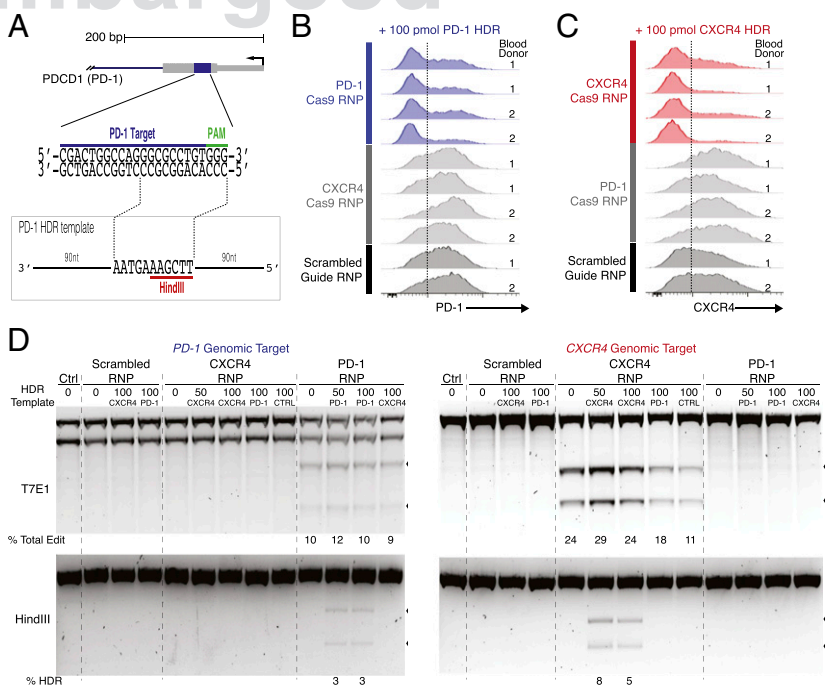 mbargoed
A
200 bp
PDCD1 (PD-1)
PD-1 Target
PAM
5'-CGACTGGCCAGGGCGCCTGTGGG-3'
3'-GCTGACCGGTCCCGCGGACACCC-5'
PD-1 HDR template
3'
90nt
AATGAAAGCTT
90nt
5'
HindIII
B
+ 100 pmol PD-1 HDR
Blood
Donor
PD-1
Cas9 RNP
1
1
2
2
CXCR4
Cas9 RNP
1
1
2
2
Scrambled
Guide RNP
1
2
PD-1
C
+ 100 pmol CXCR4 HDR
Blood
Donor
CXCR4
Cas9 RNP
1
1
2
2
PD-1
Cas9 RNP
1
1
2
2
Scrambled
Guide RNP
1
2
CXCR4
D
PD-1 Genomic Target
Ctrl
Scrambled
RNP
CXCR4
RNP
PD-1
RNP
HDR
Template
0 0 100 100 0 50 100 100 100 0 50 100 100
CXCR4 PD-1 CXCR4 CXCR4 PD-1 CTRL PD-1 PD-1 CXCR4
T7E1
% Total Edit
10 12 10 9
HindIII
% HDR
3 3
CXCR4 Genomic Target
Ctrl
Scrambled
RNP
CXCR4
RNP
PD-1
RNP
0 0 100 100 0 50 100 100 100 0 50 100 100
CXCR4 PD-1 CXCR4 CXCR4 PD-1 CTRL PD-1 PD-1 CXCR4
24 29 24 18 11
8 5